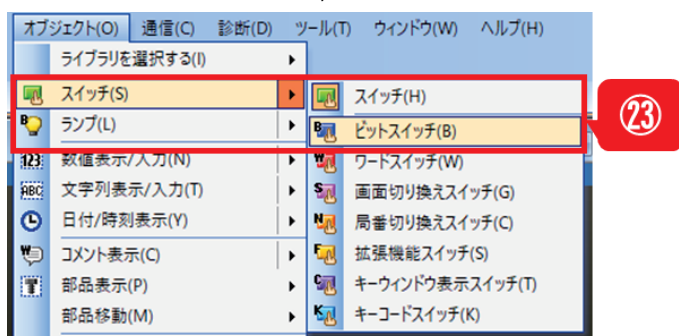 オブジェクト(O) 通信(C) 診断(D) ツール(T) ウィンドウ(W) ヘルプ(H)
ライブラリを選択する(I)
スイッチ(S)
ランプ(L)
数値表示/入力(N)
文字列表示/入力(T)
日付/時刻表示(Y)
コメント表示(C)
部品表示(P)
部品移動(M)
スイッチ(H)
ビットスイッチ(B)
ワードスイッチ(W)
画面切り換えスイッチ(G)
局番切り換えスイッチ(C)
拡張機能スイッチ(S)
キーウィンドウ表示スイッチ(T)
キーコードスイッチ(K)
㉓